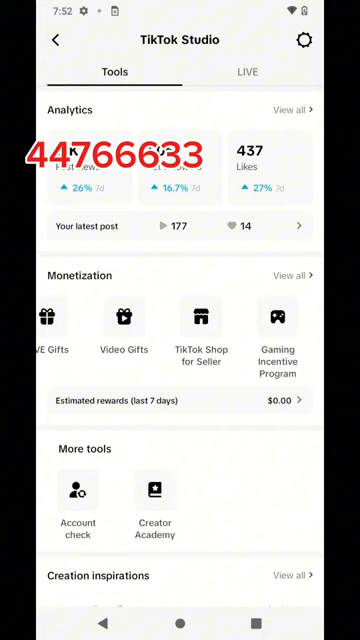 7:52
TikTok Studio
Tools
LIVE
Analytics
View all
44766633
437
Likes
26% 7d
16.7% 7d
27% 7d
Your latest post
177
14
Monetization
View all
VE Gifts
Video Gifts
TikTok Shop
for Seller
Gaming
Incentive
Program
Estimated rewards (last 7 days)
$0.00
More tools
Account
check
Creator
Academy
Creation inspirations
View all